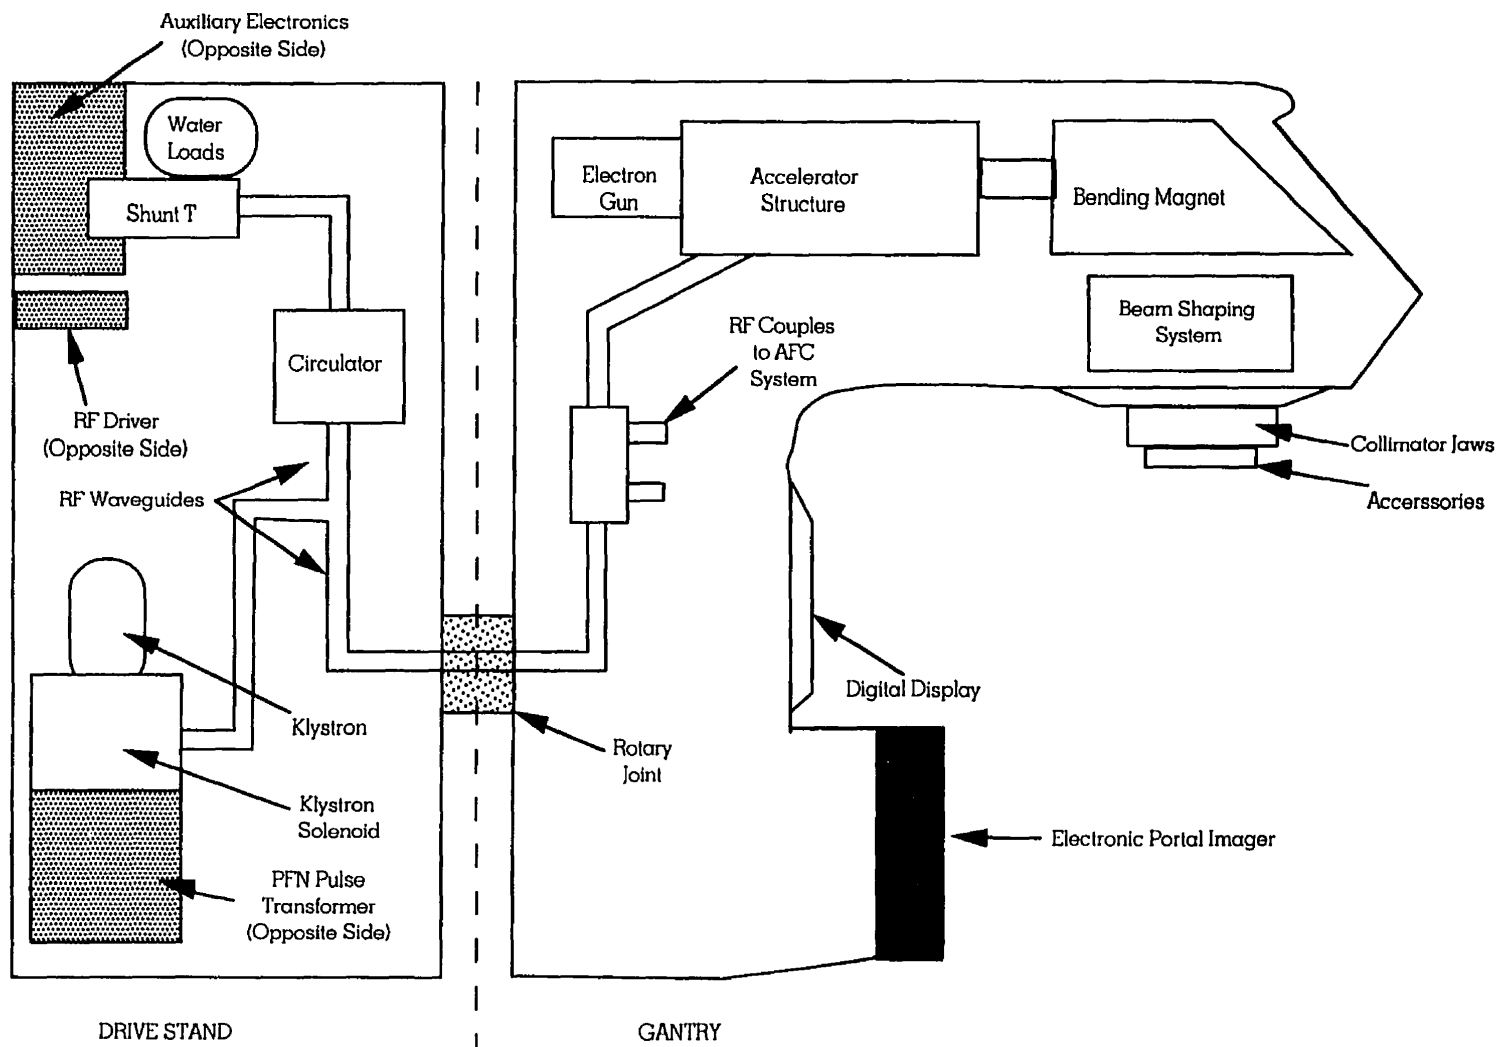 Auxiliary Electronics
(Opposite Side)
Water
Loads
Shunt T
Circulator
RF Driver
(Opposite Side)
RF Waveguides
Klystron
Klystron
Solenoid
PFN Pulse
Transformer
(Opposite Side)
DRIVE STAND
Electron
Gun
Accelerator
Structure
Bending Magnet
Beam Shaping
System
RF Couples
to AFC
System
Collimator Jaws
Accerssories
Digital Display
Rotary
Joint
Electronic Portal Imager
GANTRY